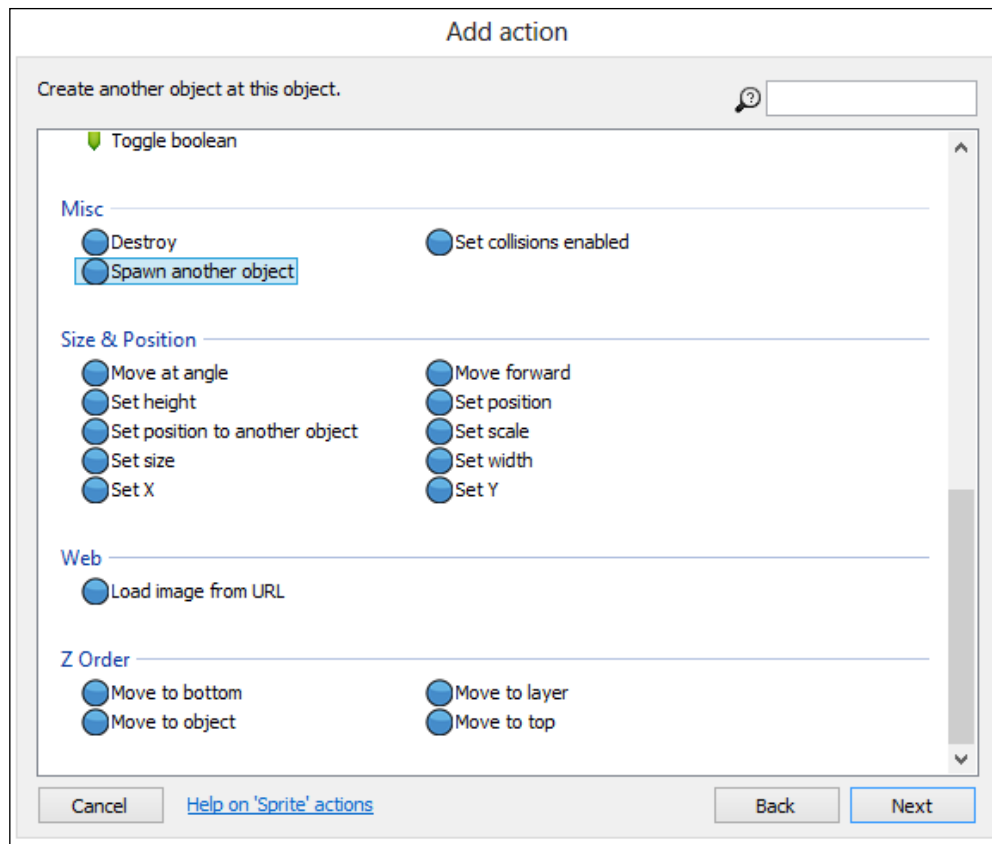 Add action
Create another object at this object.
Toggle boolean
Misc
Destroy
Set collisions enabled
Spawn another object
Size & Position
Move at angle
Move forward
Set height
Set position
Set position to another object
Set scale
Set size
Set width
Set X
Set Y
Web
Load image from URL
Z Order
Move to bottom
Move to layer
Move to object
Move to top
Cancel
Help on 'Sprite' actions
Back
Next